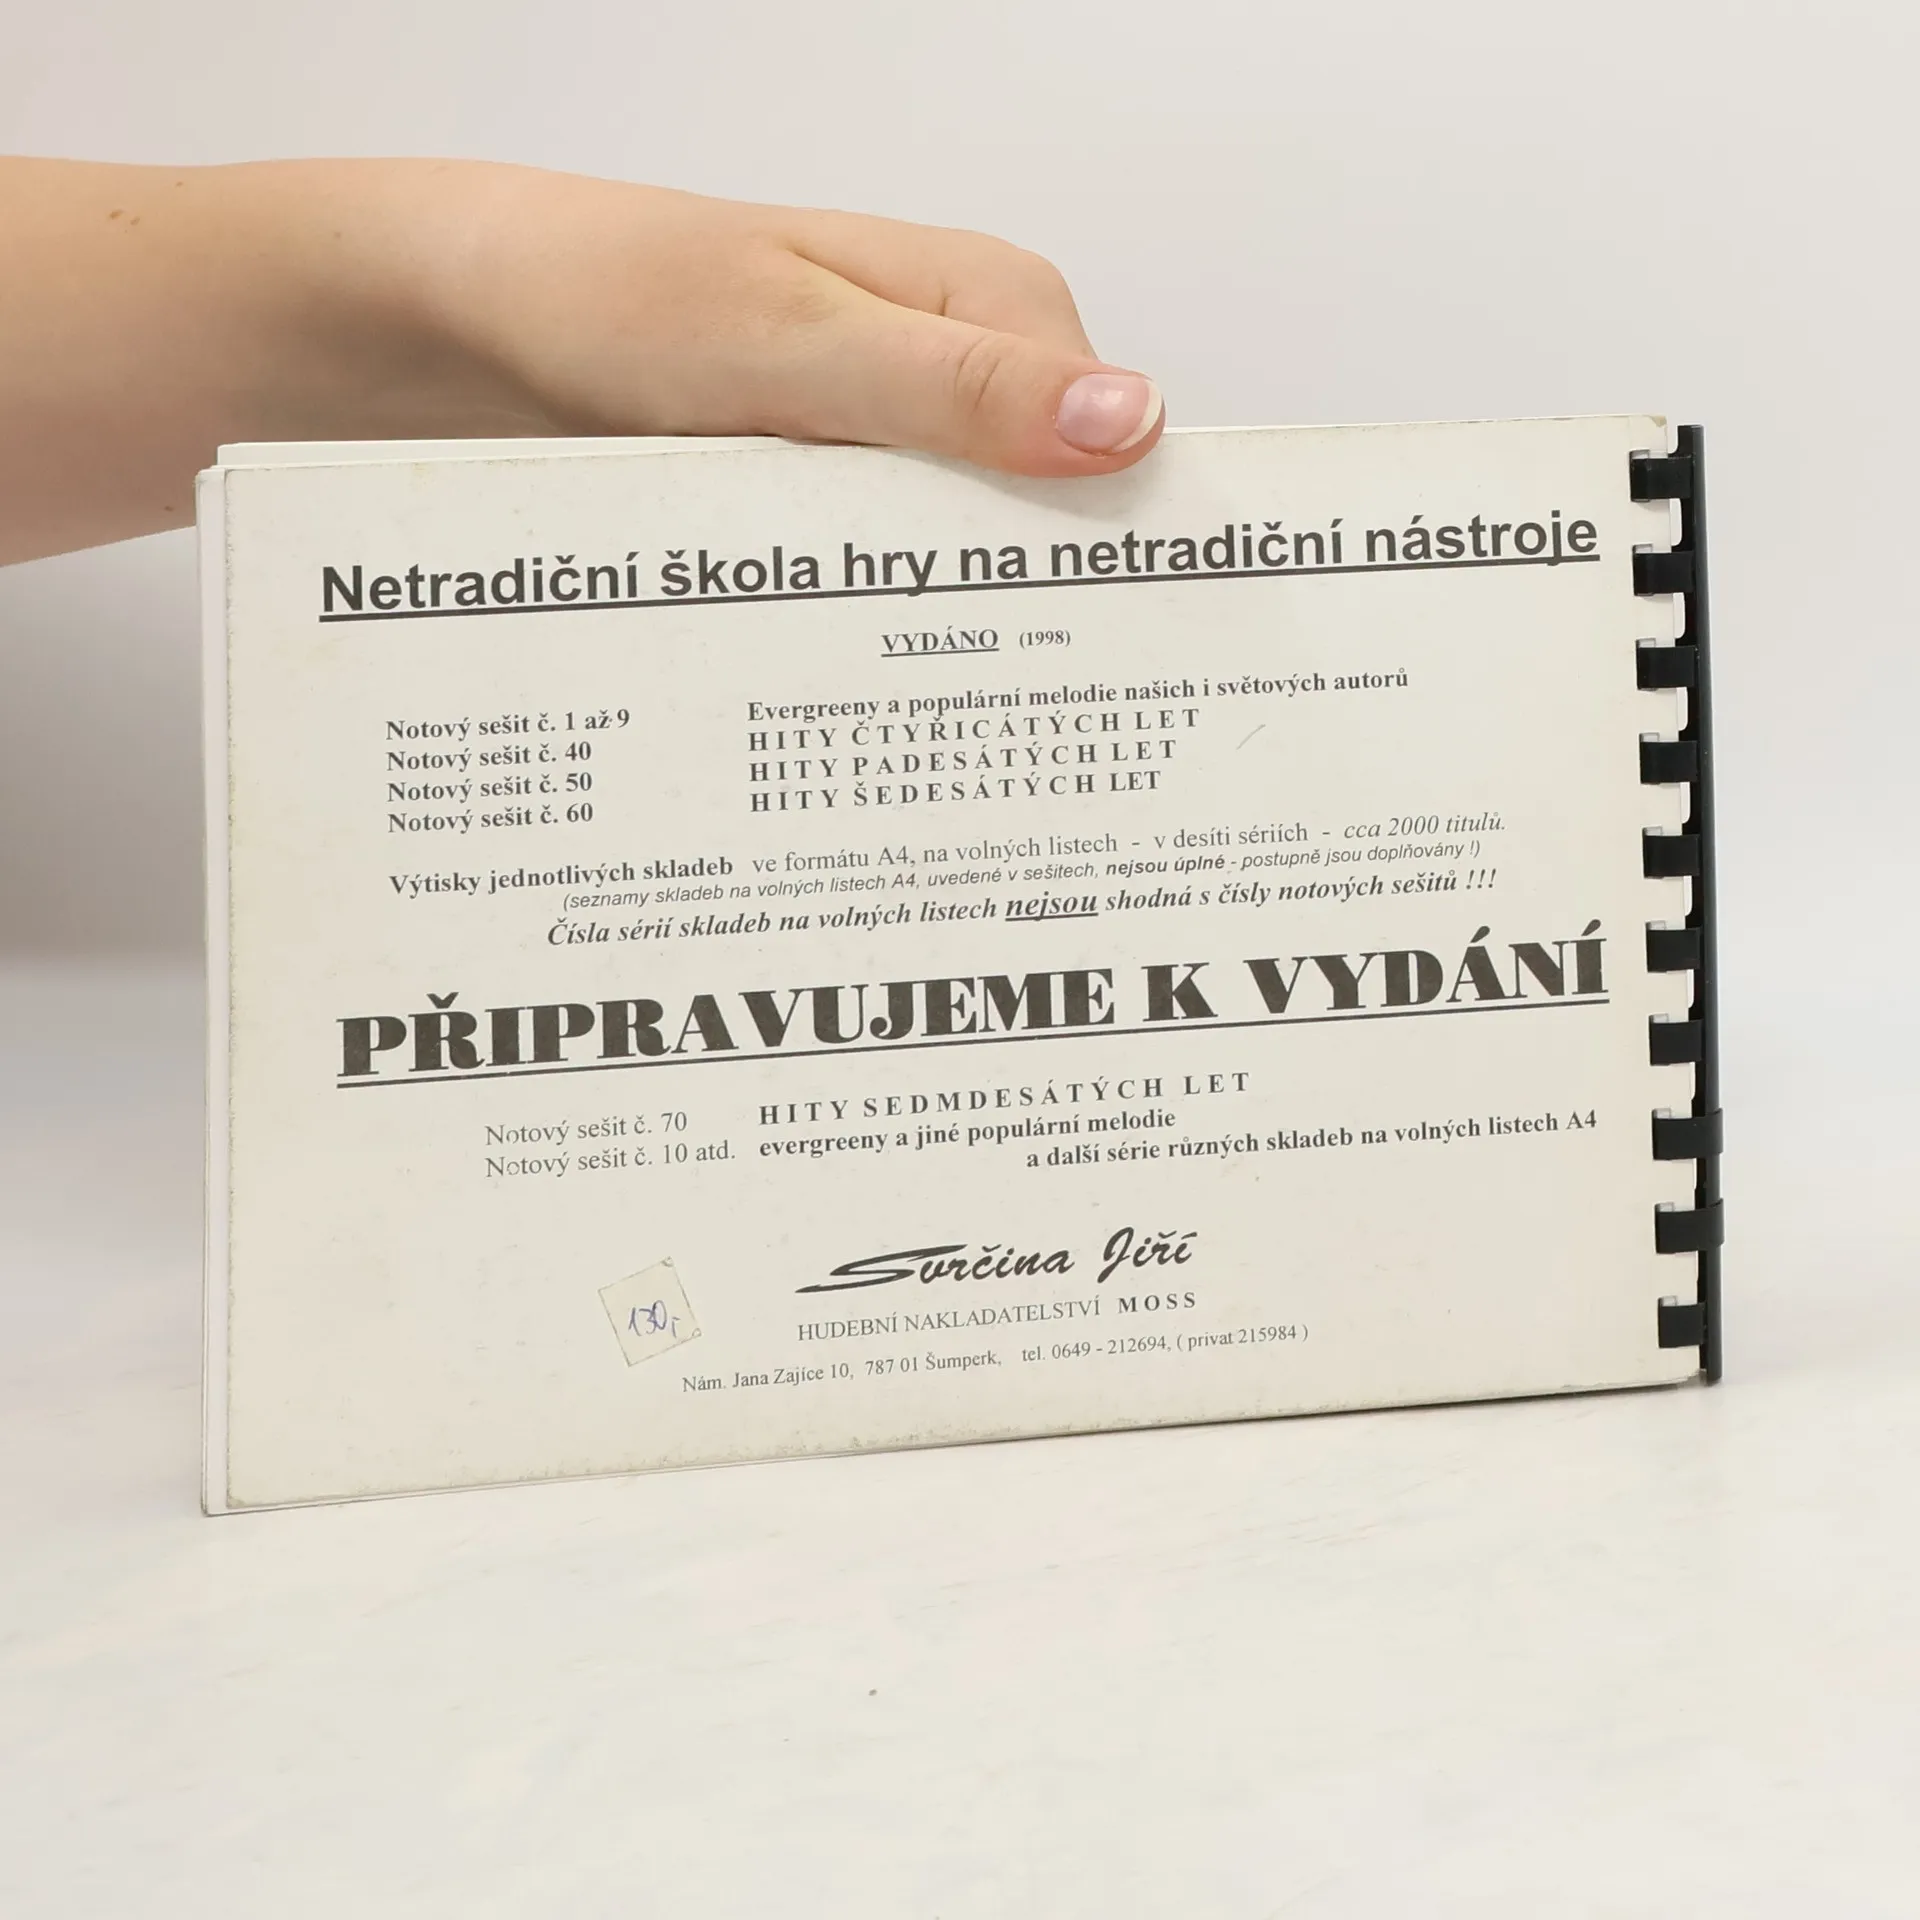 Netradiční škola hry na netradiční nástroje
VYDÁNO (1998)
Notový sešit č. 1 až 9 Evergreeny a populární melodie našich i světových autorů
Notový sešit č. 40 HITY ČTYŘICÁTÝCH LET
Notový sešit č. 50 HITY PADESÁTÝCH LET
Notový sešit č. 60 HITY ŠEDESÁTÝCH LET
Výtisky jednotlivých skladeb ve formátu A4, na volných listech - v desíti sériích - cca 2000 titulů.
(seznamy skladeb na volných listech A4, uvedené v sešitech, nejsou úplné - postupně jsou doplňovány !)
Čísla sérií skladeb na volných listech nejsou shodná s čísly notových sešitů !!!
PŘIPRAVUJEME K VYDÁNÍ
Notový sešit č. 70 HITY SEDMDESÁTÝCH LET
Notový sešit č. 10 atd. evergreeny a jiné populární melodie
a další série různých skladeb na volných listech A4
Svrčina Jiří
130,-
HUDEBNÍ NAKLADATELSTVÍ MOSS
Nám. Jana Zajíce 10, 787 01 Šumperk, tel. 0649 - 212694, ( privat 215984 )